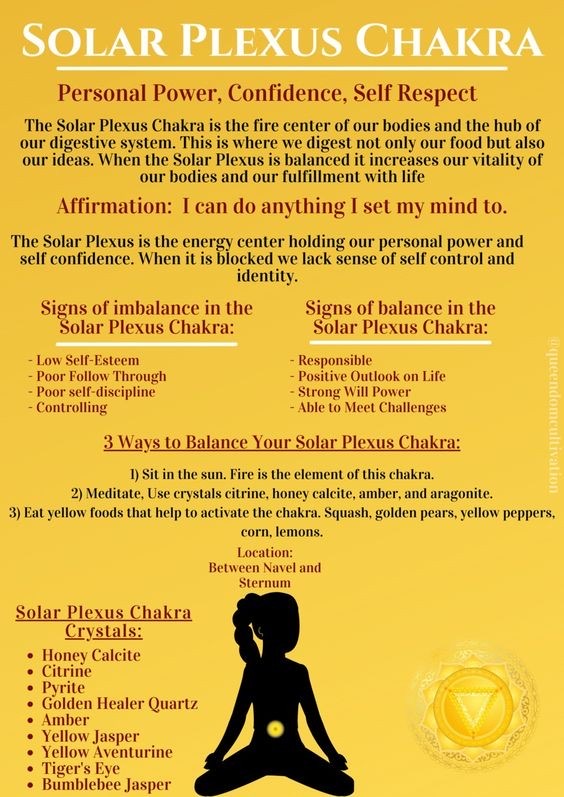 SOLAR PLEXUS CHAKRA
Personal Power, Confidence, Self Respect
The Solar Plexus Chakra is the fire center of our bodies and the hub of
our digestive system. This is where we digest not only our food but also
our ideas. When the Solar Plexus is balanced it increases our vitality of
our bodies and our fulfillment with life
Affirmation: I can do anything I set my mind to.
The Solar Plexus is the energy center holding our personal power and
self confidence. When it is blocked we lack sense of self control and
identity.
Signs of imbalance in the
Solar Plexus Chakra:
- Low Self-Esteem
- Poor Follow Through
- Poor self-discipline
- Controlling
Signs of balance in the
Solar Plexus Chakra:
- Responsible
- Positive Outlook on Life
- Strong Will Power
- Able to Meet Challenges
@queendomcultivation
3 Ways to Balance Your Solar Plexus Chakra:
1) Sit in the sun. Fire is the element of this chakra.
2) Meditate, Use crystals citrine, honey calcite, amber, and aragonite.
3) Eat yellow foods that help to activate the chakra. Squash, golden pears, yellow peppers,
corn, lemons.
Location:
Between Navel and
Sternum
Solar Plexus Chakra
Crystals:
• Honey Calcite
• Citrine
• Pyrite
• Golden Healer Quartz
• Amber
• Yellow Jasper
• Yellow Aventurine
• Tiger's Eye
• Bumblebee Jasper